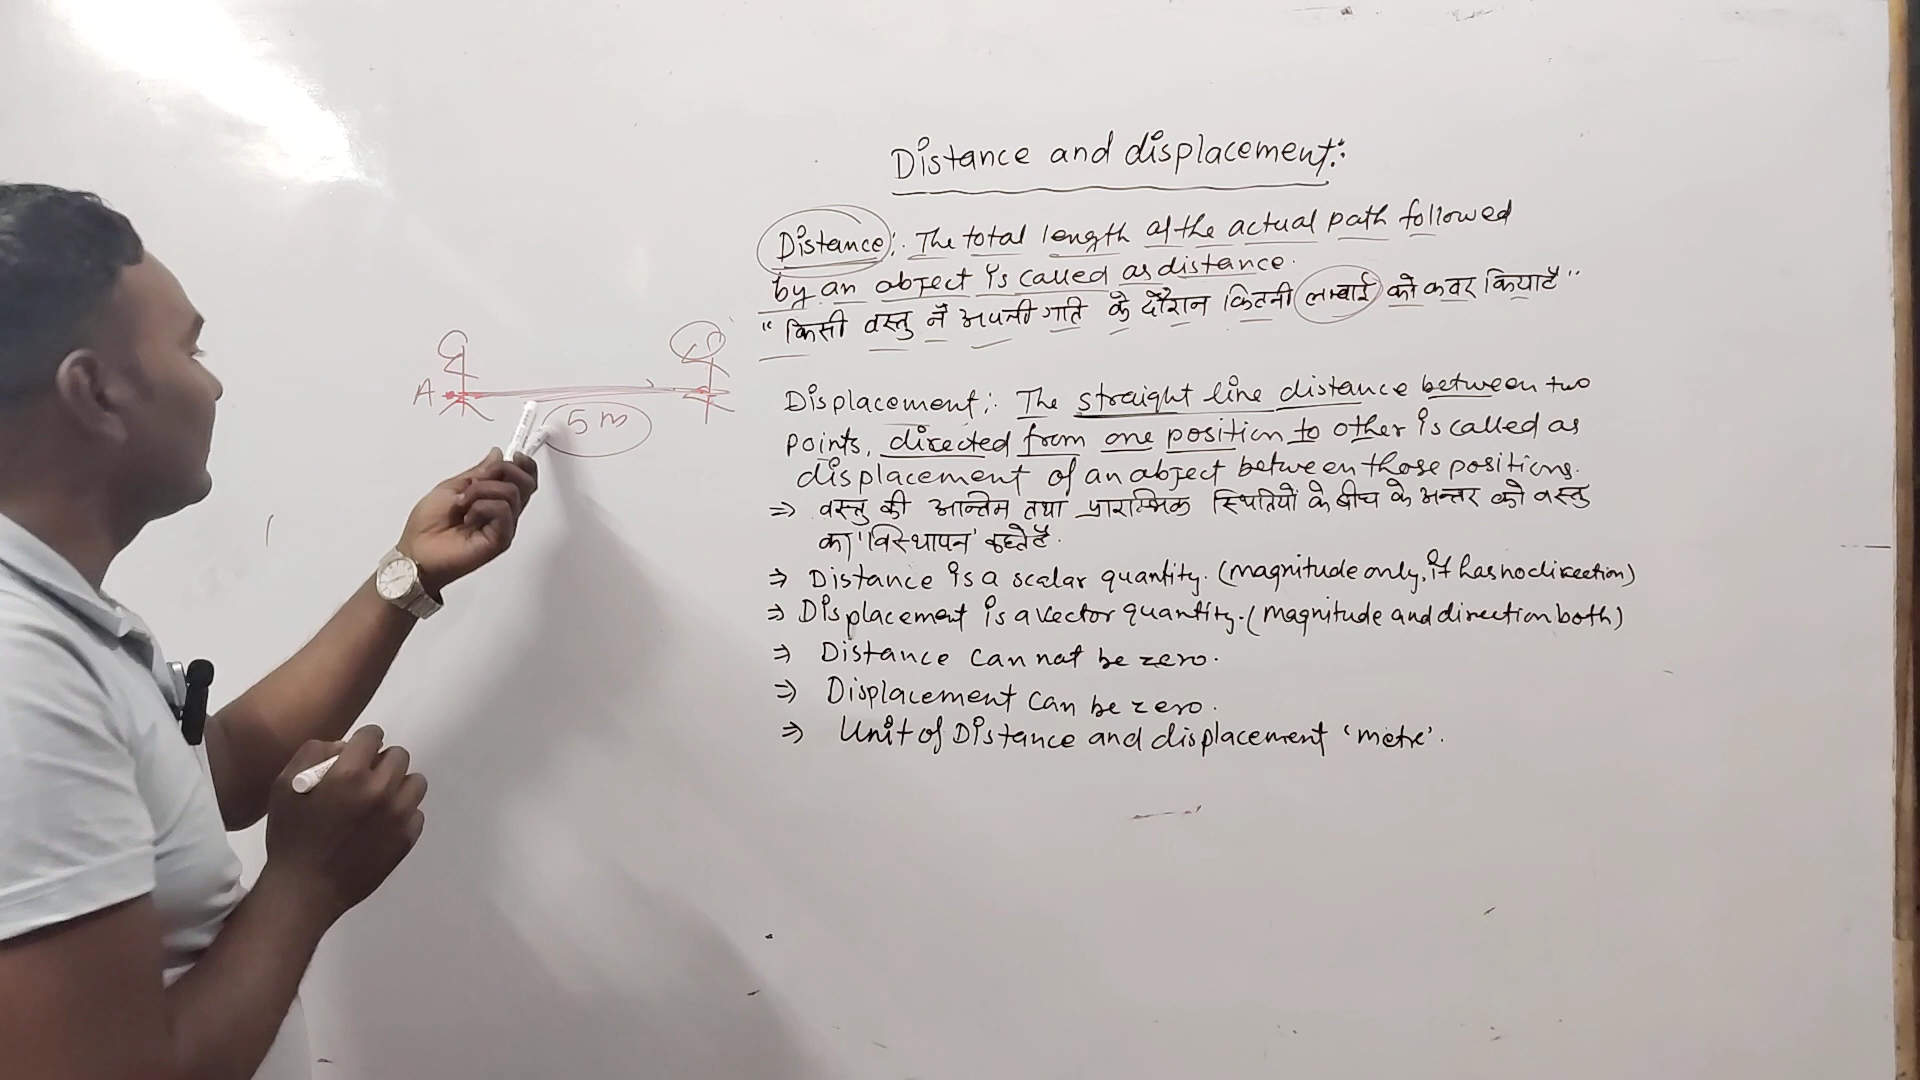 Distance and displacement:
Distance: The total length of the actual path followed
by an object is called as distance.
"किसी वस्तु नें अपनी गति के दौरान कितनी लम्बाई को कवर किया है"
A
5 m
Displacement: The straight line distance between two
points, directed from one position to other is called as
displacement of an object between those positions.
⇒ वस्तु की अन्तिम तथा प्रारम्भिक स्थितियों के बीच के अन्तर को वस्तु
का 'विस्थापन' कहते है.
⇒ Distance is a scalar quantity. (magnitude only, it has no direction)
⇒ Displacement is a vector quantity. (Magnitude and direction both)
⇒ Distance can not be zero.
⇒ Displacement can be zero.
⇒ Unit of Distance and displacement 'metre'.